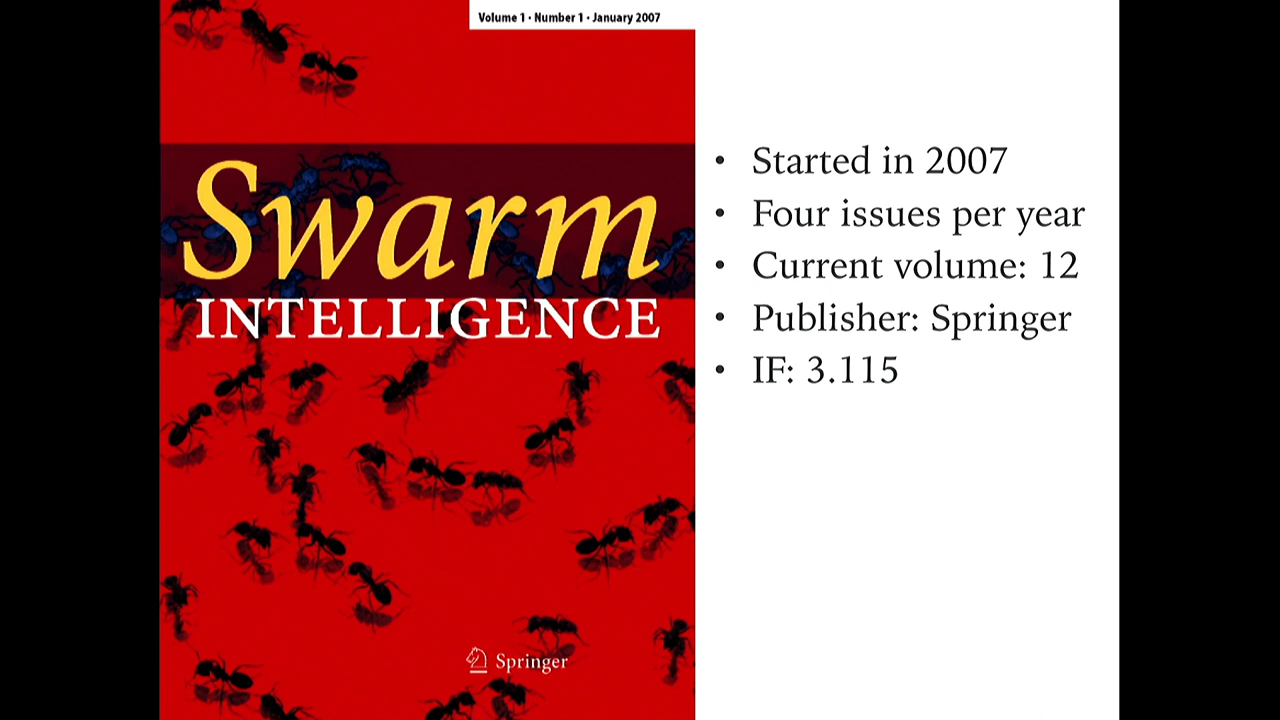 Volume 1 • Number 1 • January 2007
Swarm
INTELLIGENCE
Springer
• Started in 2007
• Four issues per year
• Current volume: 12
• Publisher: Springer
• IF: 3.115